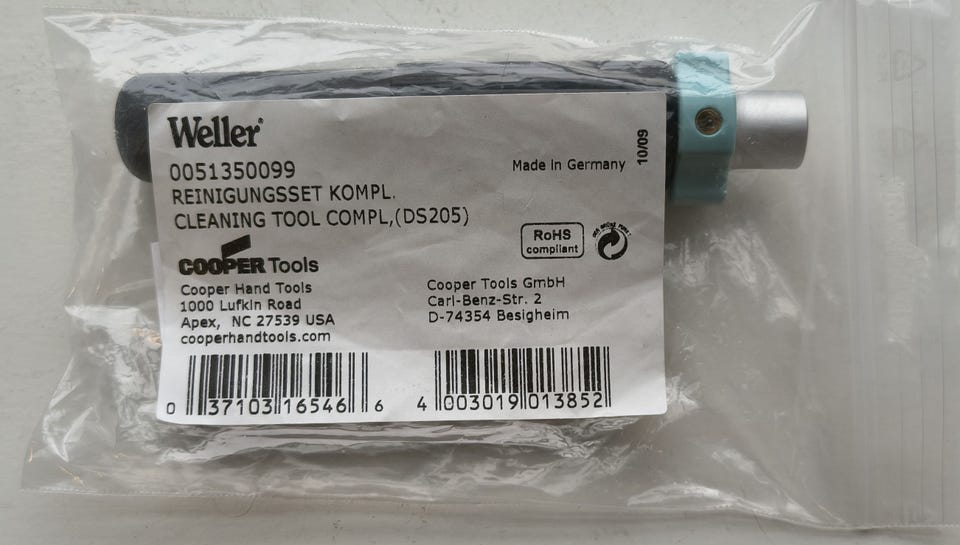 Weller®
0051350099
REINIGUNGSSET KOMPL.
CLEANING TOOL COMPL,(DS205)
Made in Germany
10/09
RoHS
compliant
COOPER Tools
Cooper Hand Tools
1000 Lufkin Road
Apex, NC 27539 USA
cooperhandtools.com
Cooper Tools GmbH
Carl-Benz-Str. 2
D-74354 Besigheim
0 37103 16546 6
4 003019 013852